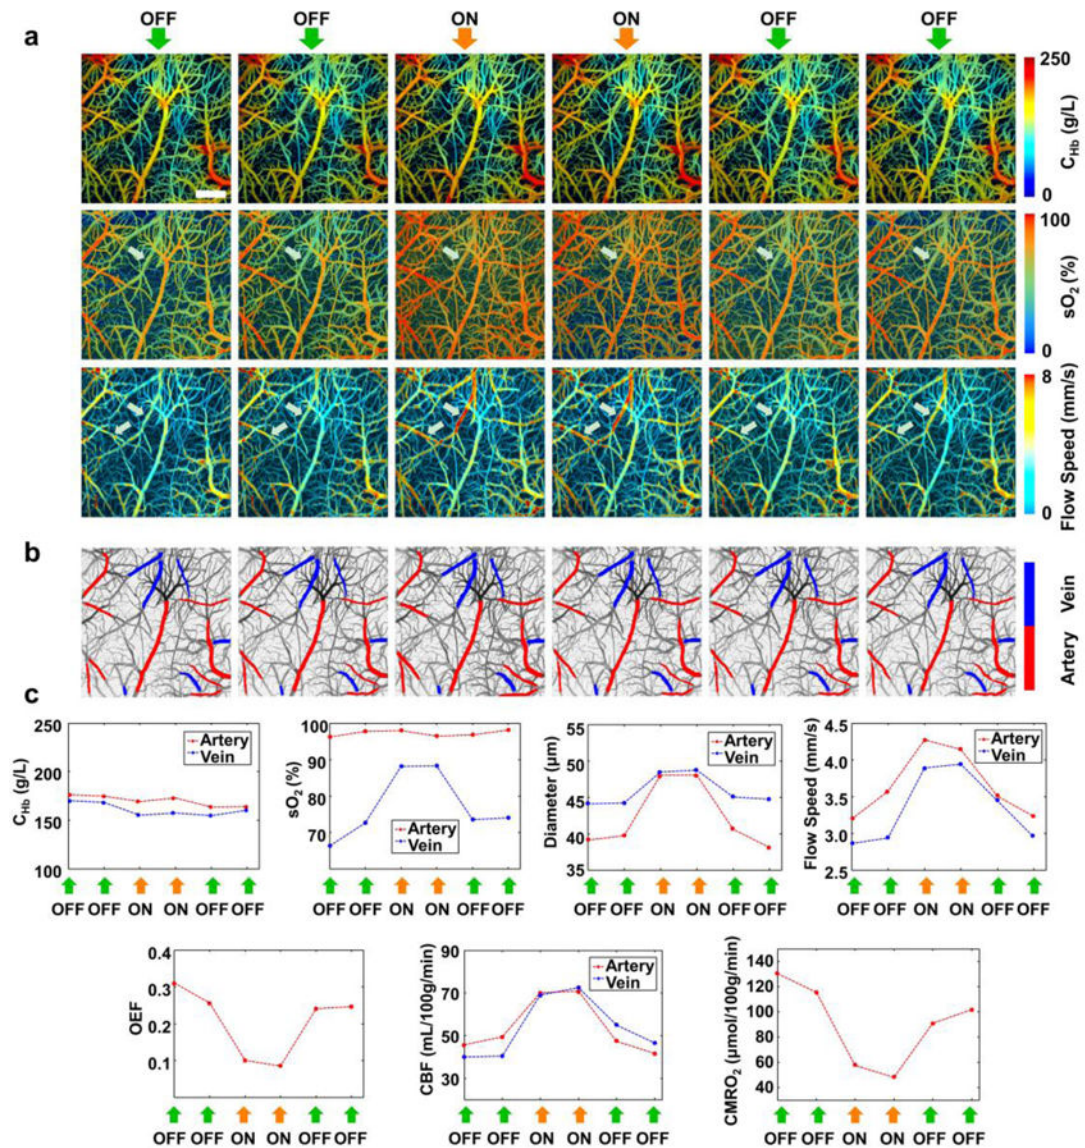 OFF OFF ON ON OFF OFF
a
250
C_Hb (g/L)
0
100
sO₂ (%)
0
8
Flow Speed (mm/s)
0
b
Vein
Artery
c
250
200
150
100
C_Hb (g/L)
Artery
Vein
OFF OFF ON ON OFF OFF
100
90
80
70
sO₂ (%)
Artery
Vein
OFF OFF ON ON OFF OFF
55
50
45
40
35
Diameter (µm)
Artery
Vein
OFF OFF ON ON OFF OFF
4.5
4.0
3.5
3.0
2.5
Flow Speed (mm/s)
Artery
Vein
OFF OFF ON ON OFF OFF
0.4
0.3
0.2
0.1
OEF
OFF OFF ON ON OFF OFF
90
70
50
30
CBF (mL/100g/min)
Artery
Vein
OFF OFF ON ON OFF OFF
140
120
100
80
60
40
CMRO₂ (µmol/100g/min)
OFF OFF ON ON OFF OFF